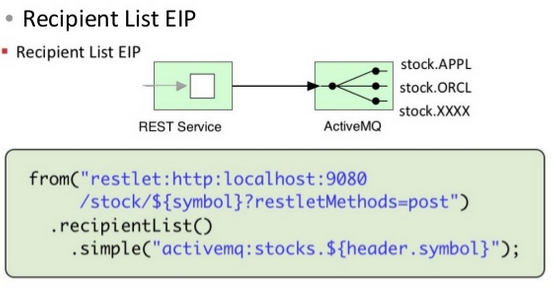 Recipient List EIP
Recipient List EIP
stock.APPL
stock.ORCL
stock.XXXX
REST Service
ActiveMQ
from("restlet:http:localhost:9080
/stock/${symbol}?restletMethods=post")
.recipientList()
.simple("activemq:stocks.${header.symbol}");